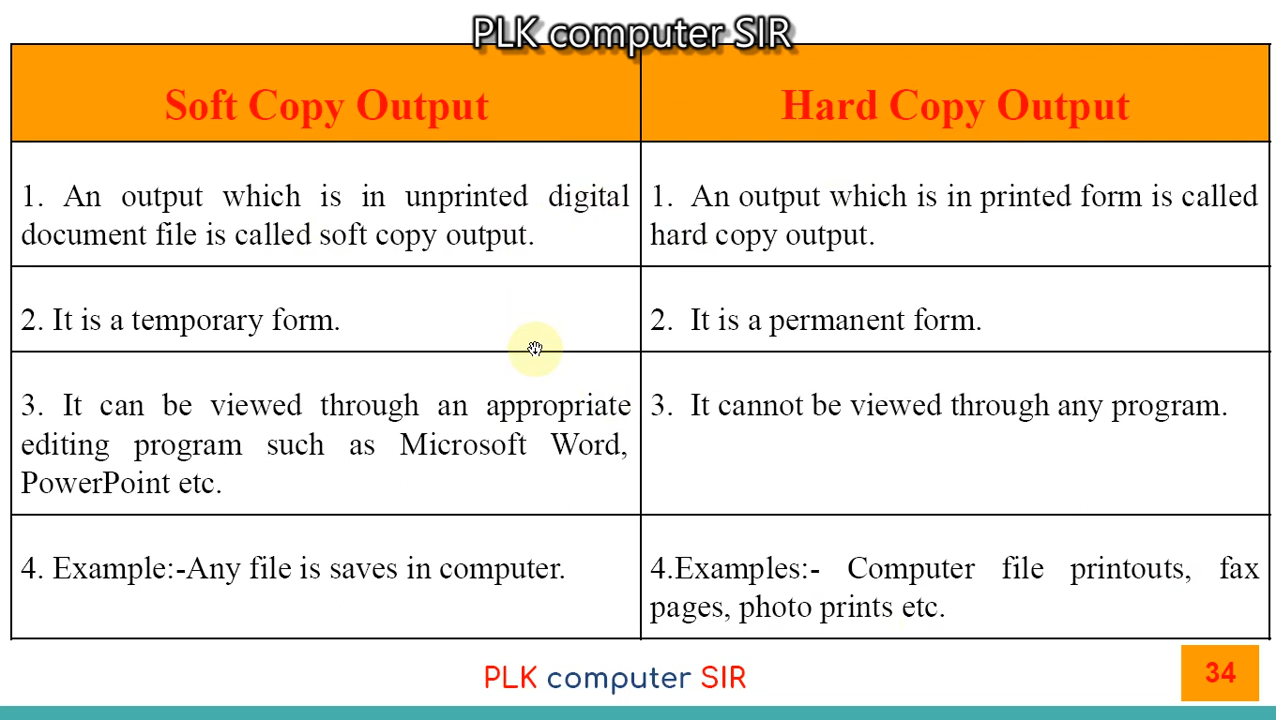 PLK computer SIR
Soft Copy Output
Hard Copy Output
1. An output which is in unprinted digital
document file is called soft copy output.
1. An output which is in printed form is called
hard copy output.
2. It is a temporary form.
2. It is a permanent form.
3. It can be viewed through an appropriate
editing program such as Microsoft Word,
PowerPoint etc.
3. It cannot be viewed through any program.
4. Example:-Any file is saves in computer.
4.Examples:- Computer file printouts, fax
pages, photo prints etc.
PLK computer SIR
34